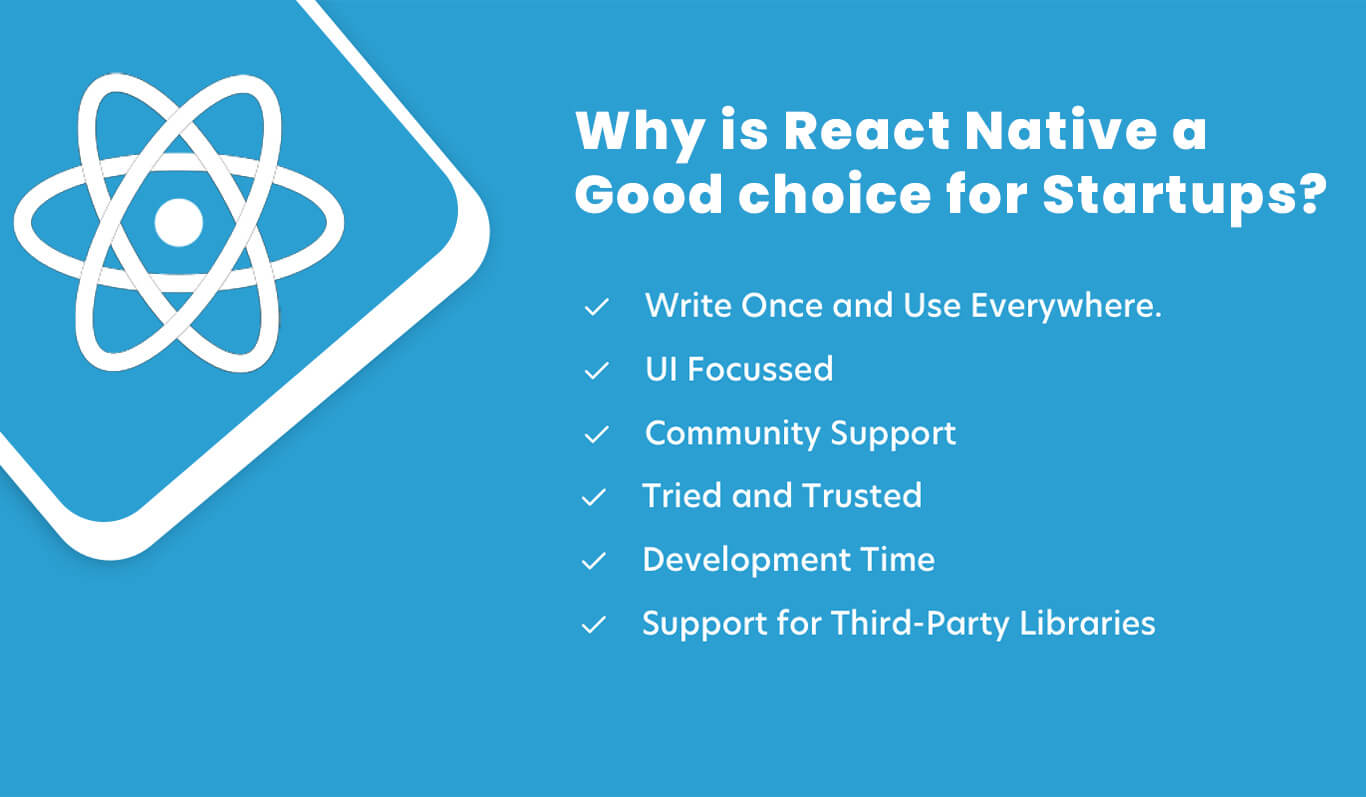 Why is React Native a
Good choice for Startups?
Write Once and Use Everywhere.
UI Focussed
Community Support
Tried and Trusted
Development Time
Support for Third-Party Libraries